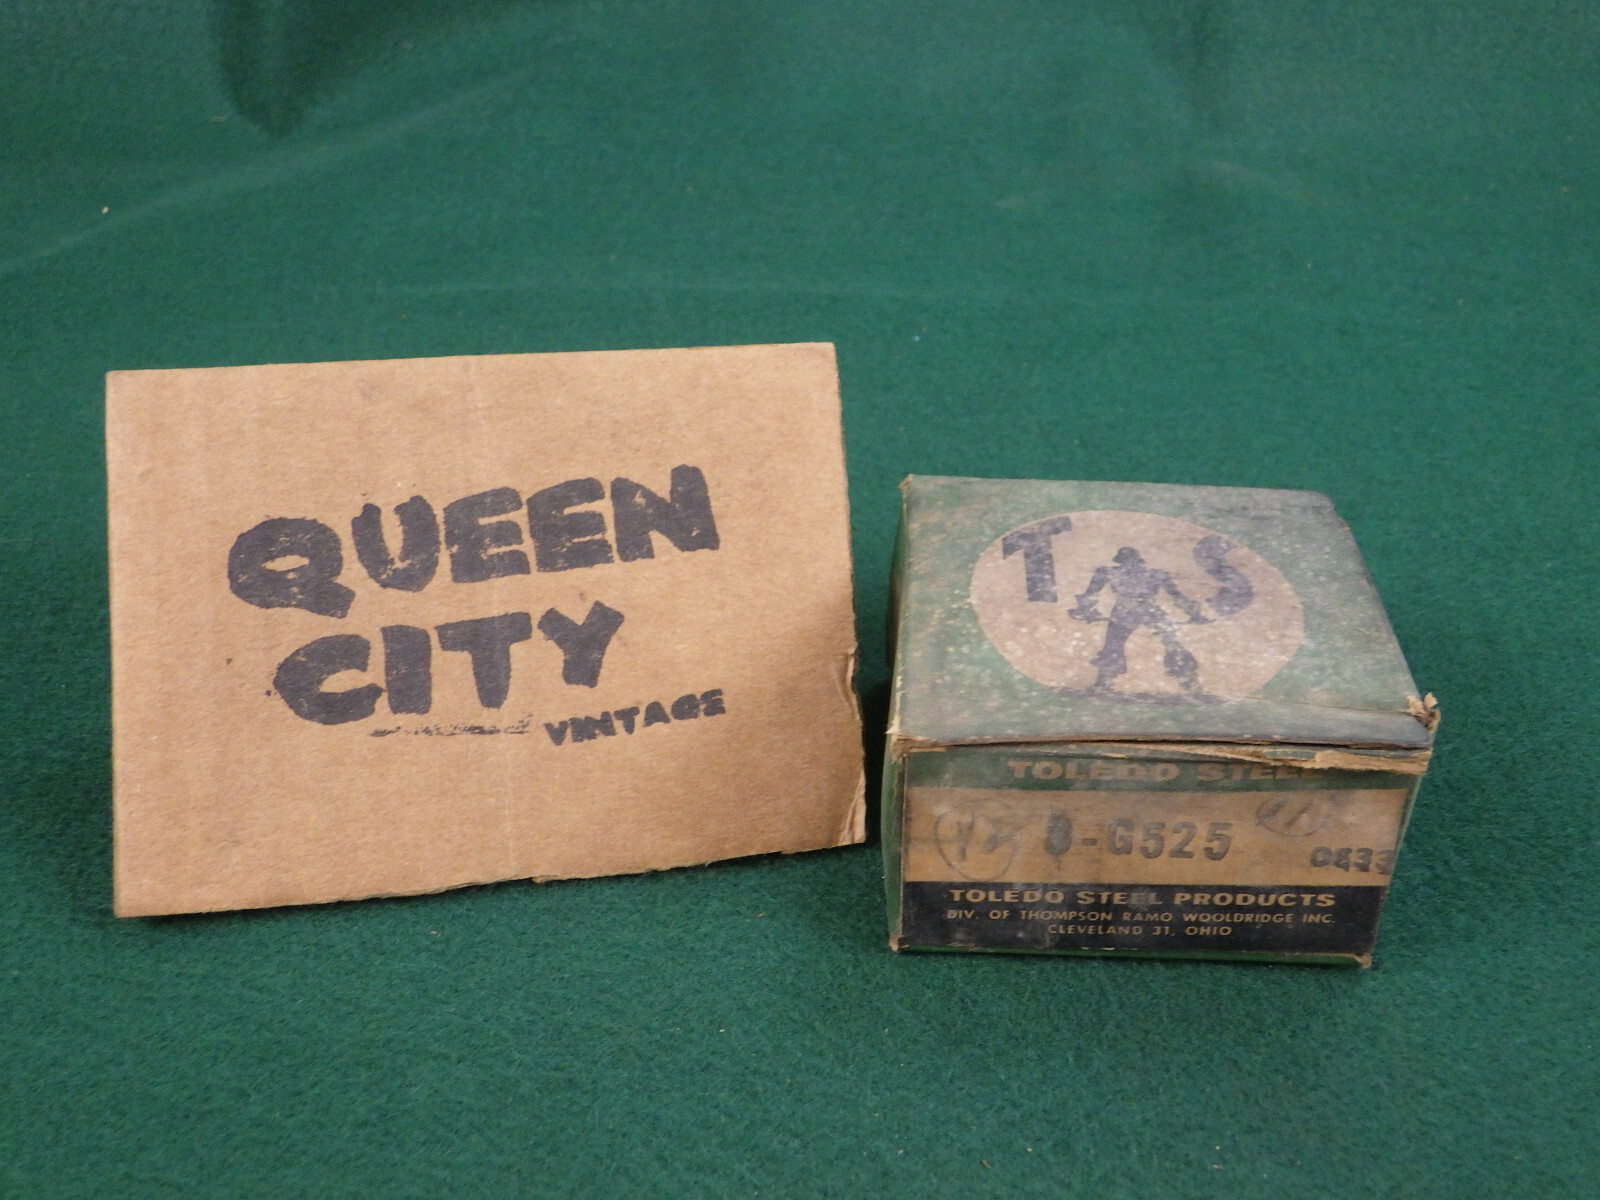 QUEEN
CITY
VINTAGE
T S
TOLEDO STEEL
8-G525
TOLEDO STEEL PRODUCTS
DIV. OF THOMPSON RAMO WOOLDRIDGE INC.
CLEVELAND 31, OHIO